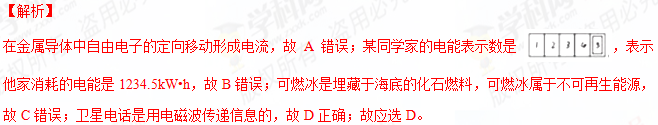 【解析】
在金属导体中自由电子的定向移动形成电流，故 A 错误；某同学家的电能表示数是 1 2 3 4 5 ，表示
他家消耗的电能是 1234.5kW•h，故 B 错误；可燃冰是埋藏于海底的化石燃料，可燃冰属于不可再生能源，
故 C 错误；卫星电话是用电磁波传递信息的，故 D 正确；故应选 D。